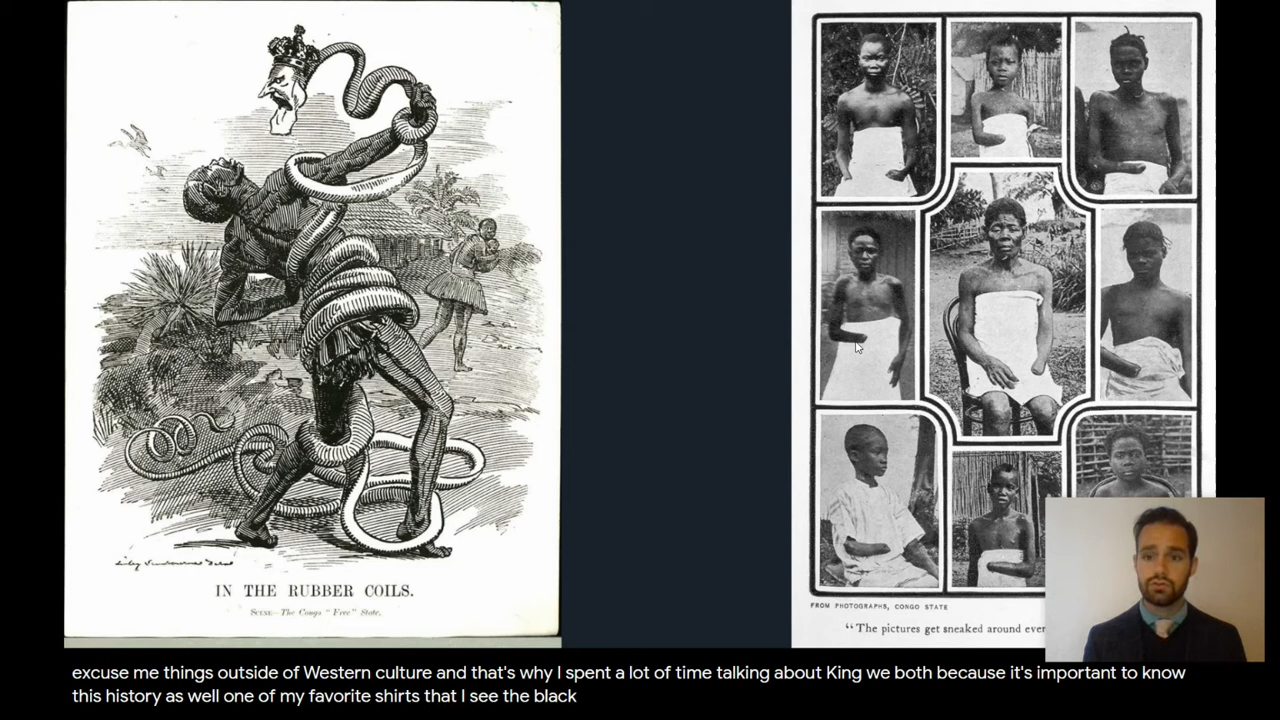 IN THE RUBBER COILS.
SCENE—The Congo "Free" State.
FROM PHOTOGRAPHS, CONGO STATE
"The pictures get sneaked around ever
excuse me things outside of Western culture and that's why I spent a lot of time talking about King we both because it's important to know
this history as well one of my favorite shirts that I see the black